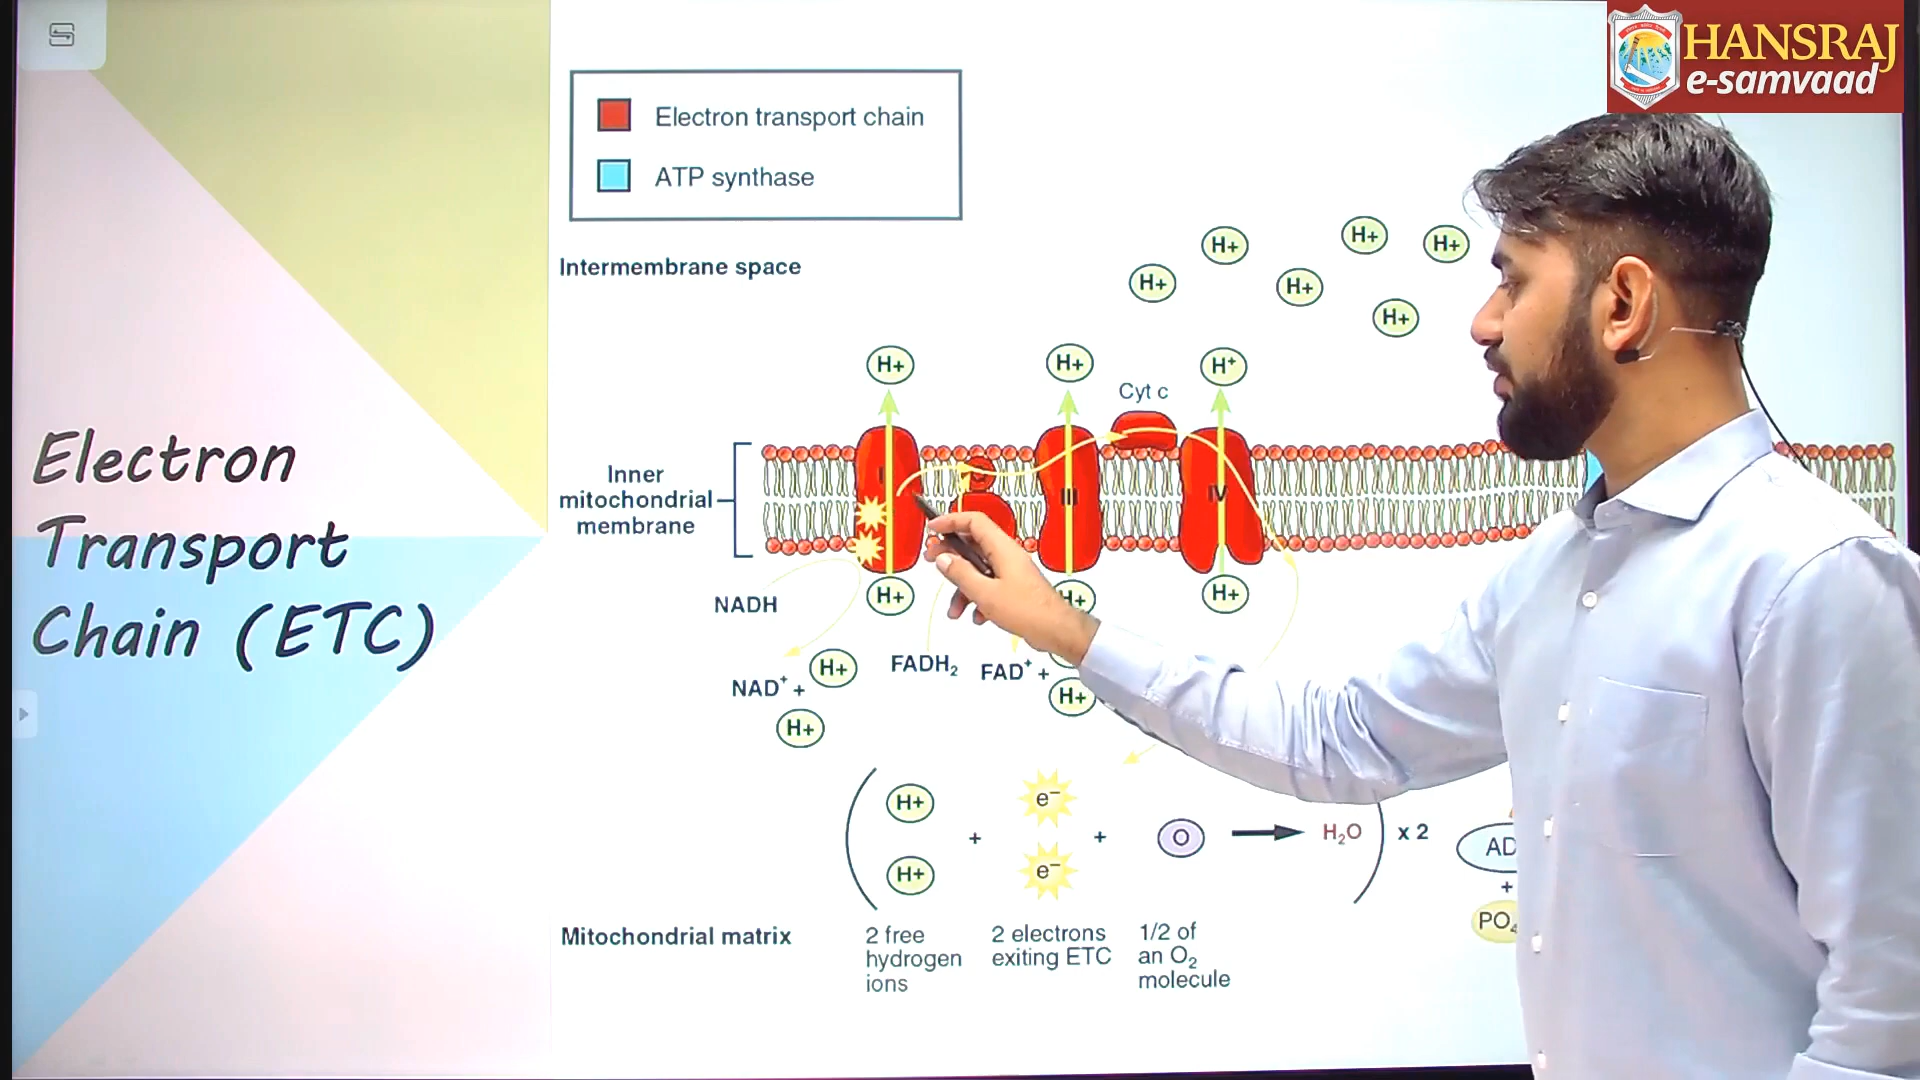 HANSRAJ
e-samvaad
Electron transport chain
ATP synthase
Intermembrane space
H+
H+
H+
H+
H+
H+
H+
H+
H+
Cyt c
Inner
mitochondrial
membrane
I
III
IV
Electron
Transport
Chain (ETC)
NADH
H+
H+
H+
NAD+ +
H+
H+
FADH₂
FAD+ +
H+
H+
H+
e−
e−
+
+
O
H₂O
x 2
+
Mitochondrial matrix
2 free
hydrogen
ions
2 electrons
exiting ETC
1/2 of
an O₂
molecule